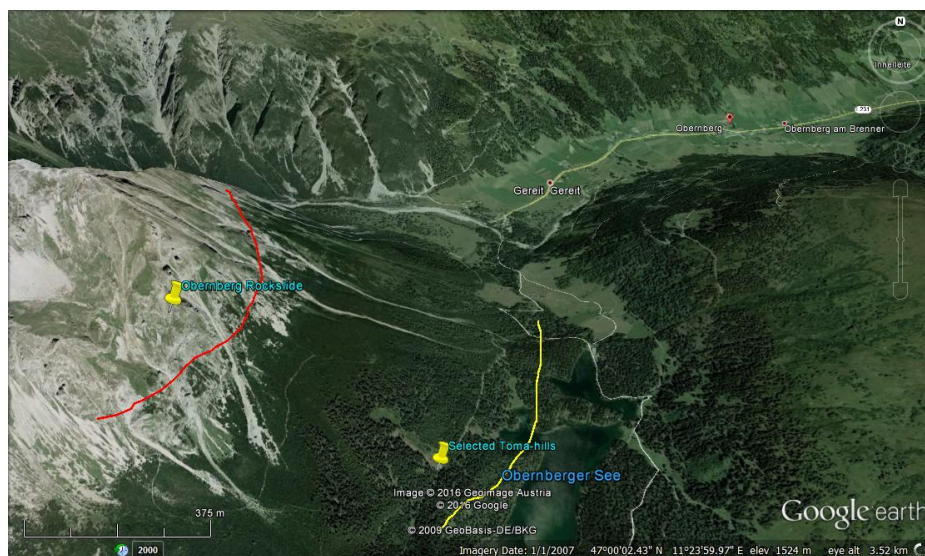 N
Innelleite
L231
Obernberg
Obernberg am Brenner
Gereit Gereit
Obernberg Rockslide
Selected Toma-hills
Obernberger See
Image © 2016 Geoimage Austria
© 2016 Google
© 2009 GeoBasis-DE/BKG
375 m
Google earth
2000
Imagery Date: 1/1/2007 47°00'02.43" N 11°23'59.97" E elev 1524 m eye alt 3.52 km